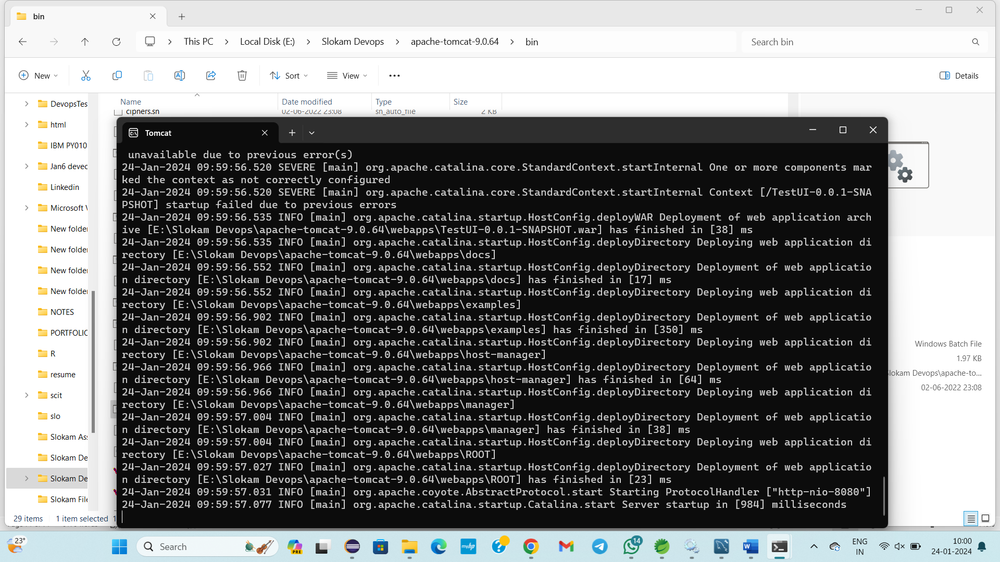 bin
This PC
Local Disk (E:)
Slokam Devops
apache-tomcat-9.0.64
bin
Search bin
New
Sort
View
Details
Name
Date modified
Type
Size
ciphers.sh
02-06-2022 23:08
sh_auto_file
2 KB
DevopsTes
html
IBM PY010
Jan6 devec
Linkedin
Microsoft V
New folder
New folder
New folder
New folder
NOTES
PORTFOLIO
R
resume
scit
slo
Slokam Ass
Slokam De
Slokam De
Slokam File
Tomcat
unavailable due to previous error(s)
24-Jan-2024 09:59:56.520 SEVERE [main] org.apache.catalina.core.StandardContext.startInternal One or more components mar
ked the context as not correctly configured
24-Jan-2024 09:59:56.520 SEVERE [main] org.apache.catalina.core.StandardContext.startInternal Context [/TestUI-0.0.1-SNA
PSHOT] startup failed due to previous errors
24-Jan-2024 09:59:56.535 INFO [main] org.apache.catalina.startup.HostConfig.deployWAR Deployment of web application arch
ive [E:\Slokam Devops\apache-tomcat-9.0.64\webapps\TestUI-0.0.1-SNAPSHOT.war] has finished in [38] ms
24-Jan-2024 09:59:56.535 INFO [main] org.apache.catalina.startup.HostConfig.deployDirectory Deploying web application di
rectory [E:\Slokam Devops\apache-tomcat-9.0.64\webapps\docs]
24-Jan-2024 09:59:56.552 INFO [main] org.apache.catalina.startup.HostConfig.deployDirectory Deployment of web applicatio
n directory [E:\Slokam Devops\apache-tomcat-9.0.64\webapps\docs] has finished in [17] ms
24-Jan-2024 09:59:56.552 INFO [main] org.apache.catalina.startup.HostConfig.deployDirectory Deploying web application di
rectory [E:\Slokam Devops\apache-tomcat-9.0.64\webapps\examples]
24-Jan-2024 09:59:56.902 INFO [main] org.apache.catalina.startup.HostConfig.deployDirectory Deployment of web applicatio
n directory [E:\Slokam Devops\apache-tomcat-9.0.64\webapps\examples] has finished in [350] ms
24-Jan-2024 09:59:56.902 INFO [main] org.apache.catalina.startup.HostConfig.deployDirectory Deploying web application di
rectory [E:\Slokam Devops\apache-tomcat-9.0.64\webapps\host-manager]
24-Jan-2024 09:59:56.966 INFO [main] org.apache.catalina.startup.HostConfig.deployDirectory Deployment of web applicatio
n directory [E:\Slokam Devops\apache-tomcat-9.0.64\webapps\host-manager] has finished in [64] ms
24-Jan-2024 09:59:56.966 INFO [main] org.apache.catalina.startup.HostConfig.deployDirectory Deploying web application di
rectory [E:\Slokam Devops\apache-tomcat-9.0.64\webapps\manager]
24-Jan-2024 09:59:57.004 INFO [main] org.apache.catalina.startup.HostConfig.deployDirectory Deployment of web applicatio
n directory [E:\Slokam Devops\apache-tomcat-9.0.64\webapps\manager] has finished in [38] ms
24-Jan-2024 09:59:57.004 INFO [main] org.apache.catalina.startup.HostConfig.deployDirectory Deploying web application di
rectory [E:\Slokam Devops\apache-tomcat-9.0.64\webapps\ROOT]
24-Jan-2024 09:59:57.027 INFO [main] org.apache.catalina.startup.HostConfig.deployDirectory Deployment of web applicatio
n directory [E:\Slokam Devops\apache-tomcat-9.0.64\webapps\ROOT] has finished in [23] ms
24-Jan-2024 09:59:57.031 INFO [main] org.apache.coyote.AbstractProtocol.start Starting ProtocolHandler ["http-nio-8080"]
24-Jan-2024 09:59:57.077 INFO [main] org.apache.catalina.startup.Catalina.start Server startup in [984] milliseconds
Windows Batch File
1.97 KB
Slokam Devops\apache-to...
02-06-2022 23:08
29 items
1 item selected
1
23°
Search
PRE
myhp
14
ENG
IN
10:00
24-01-2024